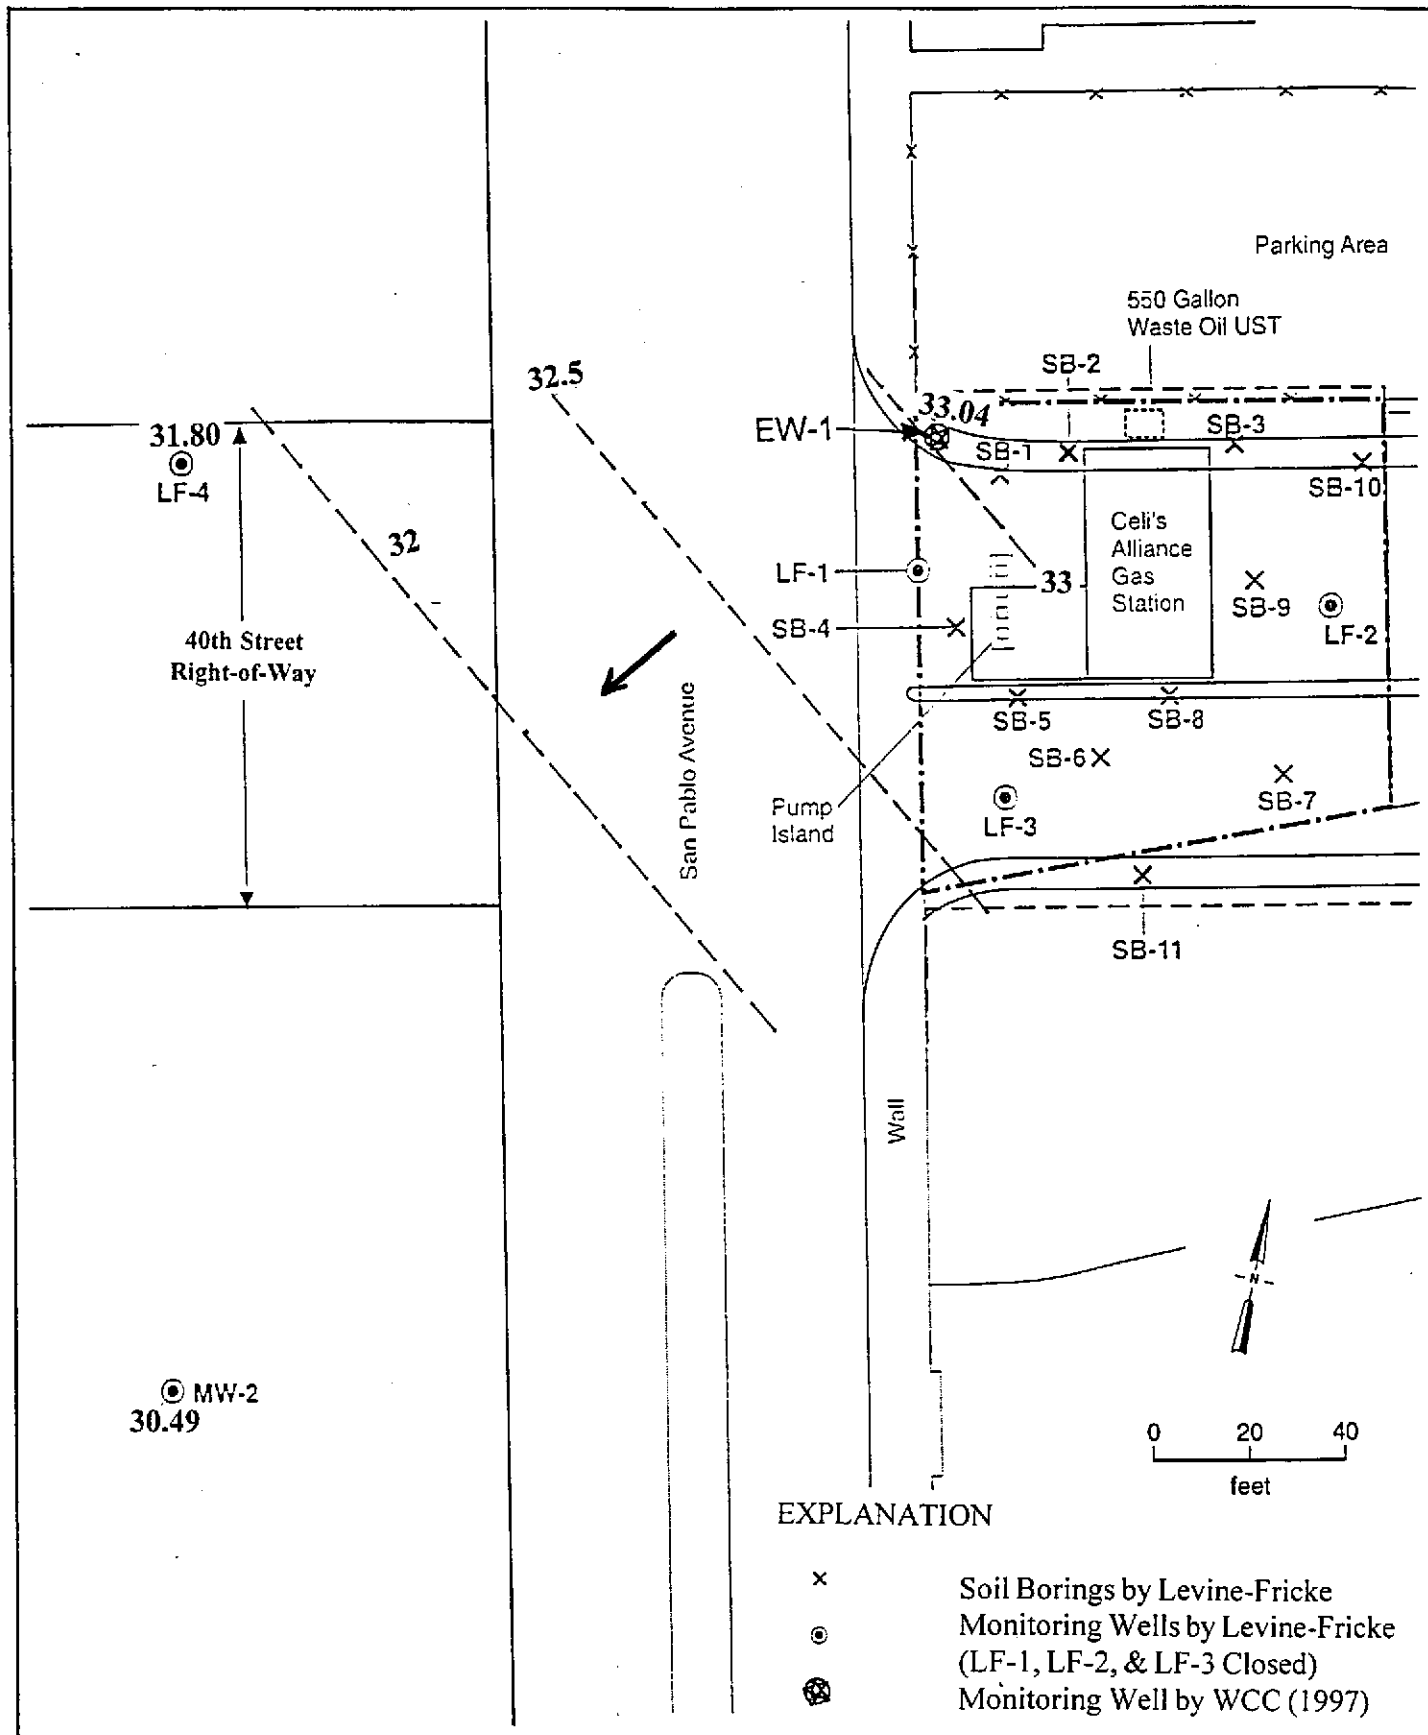 Parking Area
550 Gallon
Waste Oil UST
SB-2
32.5
33.04
EW-1
SB-1
SB-3
SB-10
31.80
LF-4
32
Celi's
Alliance
Gas
Station
LF-1
33
SB-9
LF-2
SB-4
40th Street
Right-of-Way
San Pablo Avenue
SB-5
SB-8
SB-6
SB-7
Pump
Island
LF-3
SB-11
Wall
N
MW-2
30.49
0 20 40
feet
EXPLANATION
Soil Borings by Levine-Fricke
Monitoring Wells by Levine-Fricke
(LF-1, LF-2, & LF-3 Closed)
Monitoring Well by WCC (1997)